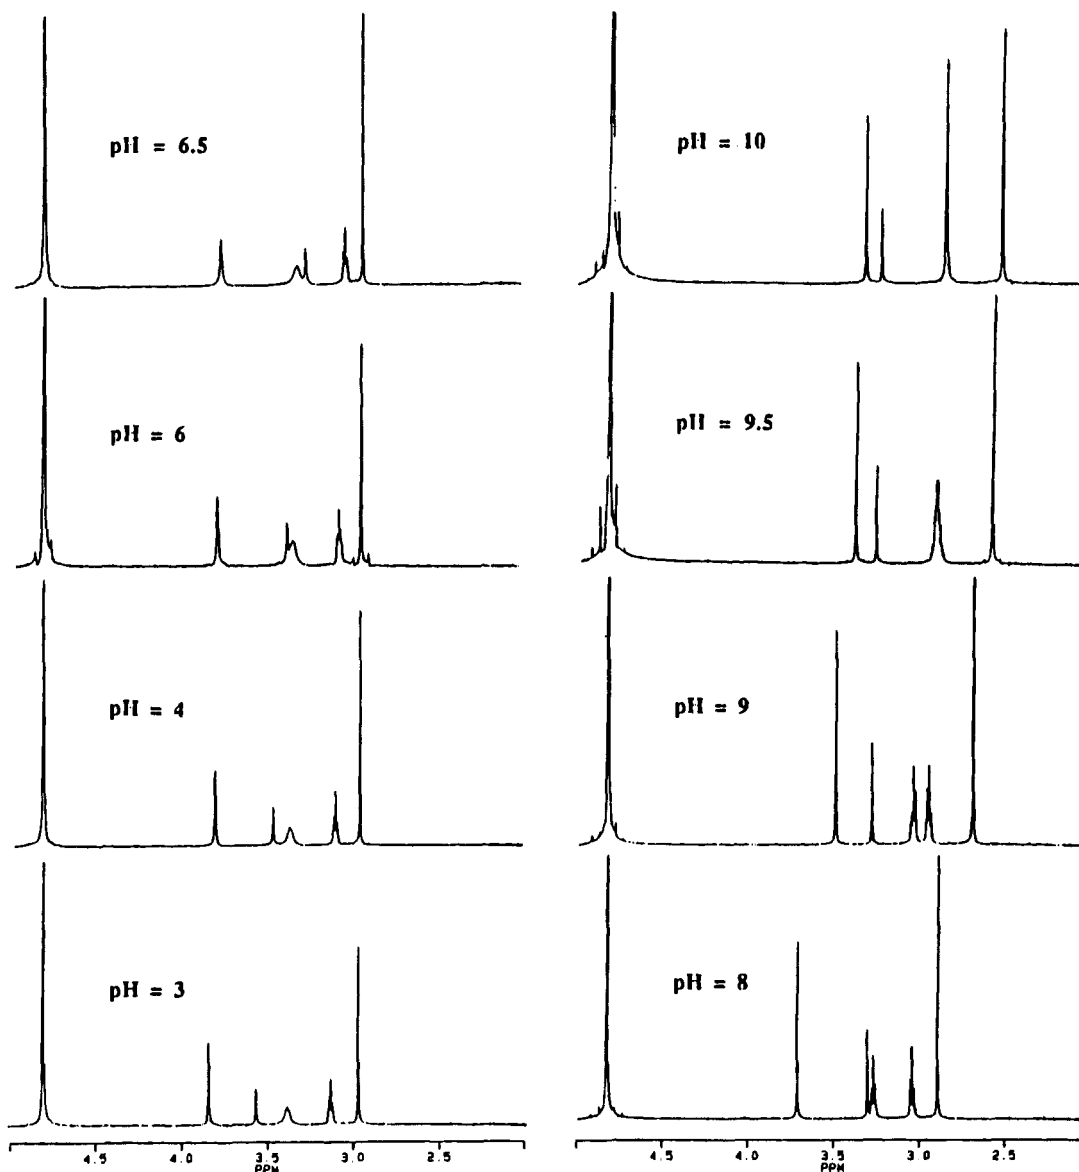 pH = 6.5
pH = 6
pH = 4
pH = 3
4.5 4.0 3.5 3.0 2.5
PPM PPM
pH = 10
pH = 9.5
pH = 9
pH = 8
4.5 4.0 3.5 3.0 2.5
PPM PPM